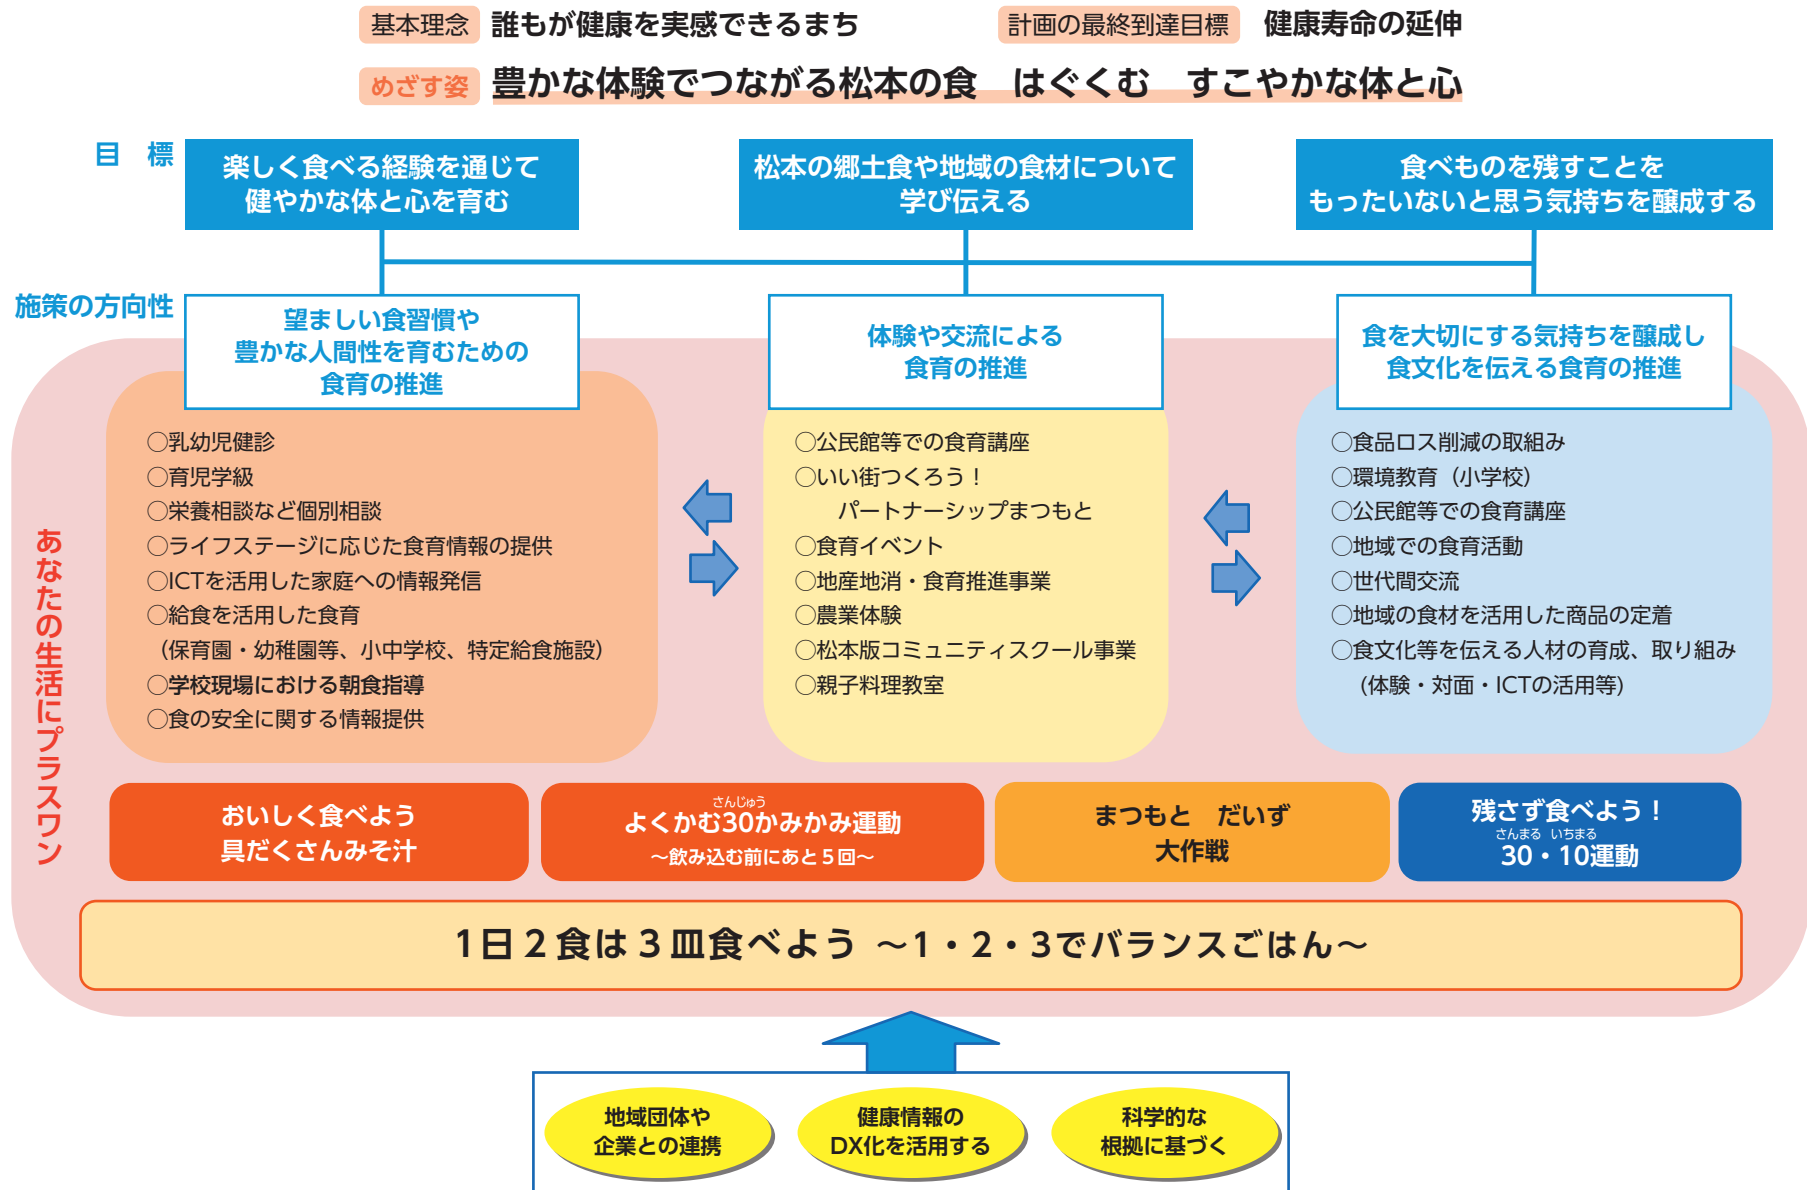 基本理念 誰もが健康を実感できるまち
計画の最終到達目標 健康寿命の延伸
めざす姿 豊かな体験でつながる松本の食　はぐくむ　すこやかな体と心
目　標
楽しく食べる経験を通じて
健やかな体と心を育む
松本の郷土食や地域の食材について
学び伝える
食べものを残すことを
もったいないと思う気持ちを醸成する
施策の方向性
望ましい食習慣や
豊かな人間性を育むための
食育の推進
体験や交流による
食育の推進
食を大切にする気持ちを醸成し
食文化を伝える食育の推進
あなたの生活にプラスワン
○乳幼児健診
○育児学級
○栄養相談など個別相談
○ライフステージに応じた食育情報の提供
○ICTを活用した家庭への情報発信
○給食を活用した食育
（保育園・幼稚園等、小中学校、特定給食施設）
○学校現場における朝食指導
○食の安全に関する情報提供
○公民館等での食育講座
○いい街つくろう！
パートナーシップまつもと
○食育イベント
○地産地消・食育推進事業
○農業体験
○松本版コミュニティスクール事業
○親子料理教室
○食品ロス削減の取組み
○環境教育（小学校）
○公民館等での食育講座
○地域での食育活動
○世代間交流
○地域の食材を活用した商品の定着
○食文化等を伝える人材の育成、取り組み
(体験・対面・ICTの活用等)
おいしく食べよう
具だくさんみそ汁
さんじゅう
よくかむ30かみかみ運動
～飲み込む前にあと５回～
まつもと　だいず
大作戦
残さず食べよう！
さんまる いちまる
30・10運動
1日２食は３皿食べよう ～1・2・3でバランスごはん～
地域団体や
企業との連携
健康情報の
DX化を活用する
科学的な
根拠に基づく